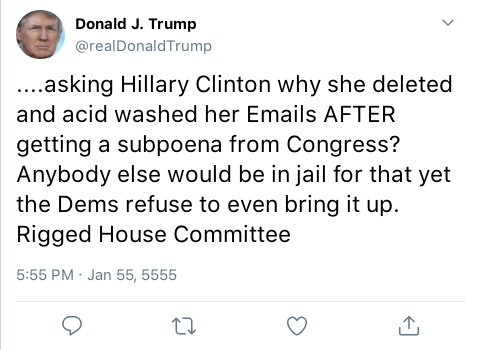 Donald J. Trump
@realDonaldTrump
....asking Hillary Clinton why she deleted
and acid washed her Emails AFTER
getting a subpoena from Congress?
Anybody else would be in jail for that yet
the Dems refuse to even bring it up.
Rigged House Committee
5:55 PM · Jan 55, 5555